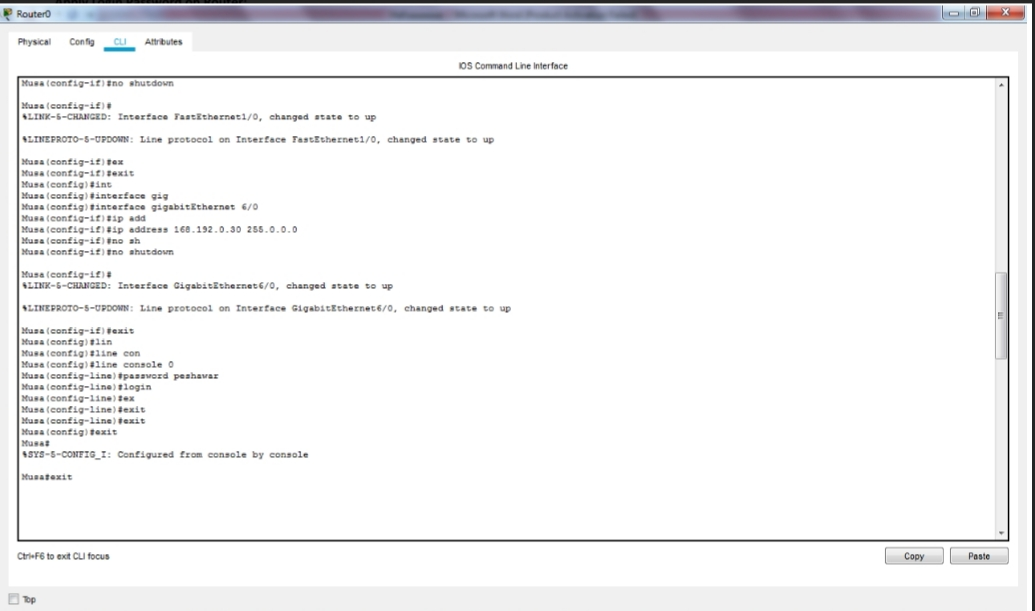 Router0
Physical Config CLI Attributes
IOS Command Line Interface
Musa(config-if)#no shutdown
Musa(config-if)#
%LINK-5-CHANGED: Interface FastEthernet1/0, changed state to up
%LINEPROTO-5-UPDOWN: Line protocol on Interface FastEthernet1/0, changed state to up
Musa(config-if)#ex
Musa(config-if)#exit
Musa(config)#int
Musa(config)#interface gig
Musa(config)#interface gigabitEthernet 6/0
Musa(config-if)#ip add
Musa(config-if)#ip address 168.192.0.30 255.0.0.0
Musa(config-if)#no sh
Musa(config-if)#no shutdown
Musa(config-if)#
%LINK-5-CHANGED: Interface GigabitEthernet6/0, changed state to up
%LINEPROTO-5-UPDOWN: Line protocol on Interface GigabitEthernet6/0, changed state to up
Musa(config-if)#exit
Musa(config)#lin
Musa(config)#line con
Musa(config)#line console 0
Musa(config-line)#password peshawar
Musa(config-line)#login
Musa(config-line)#ex
Musa(config-line)#exit
Musa(config-line)#exit
Musa(config)#exit
Musa#
%SYS-5-CONFIG_I: Configured from console by console
Musa#exit
Ctrl+F6 to exit CLI focus
Copy Paste
Top